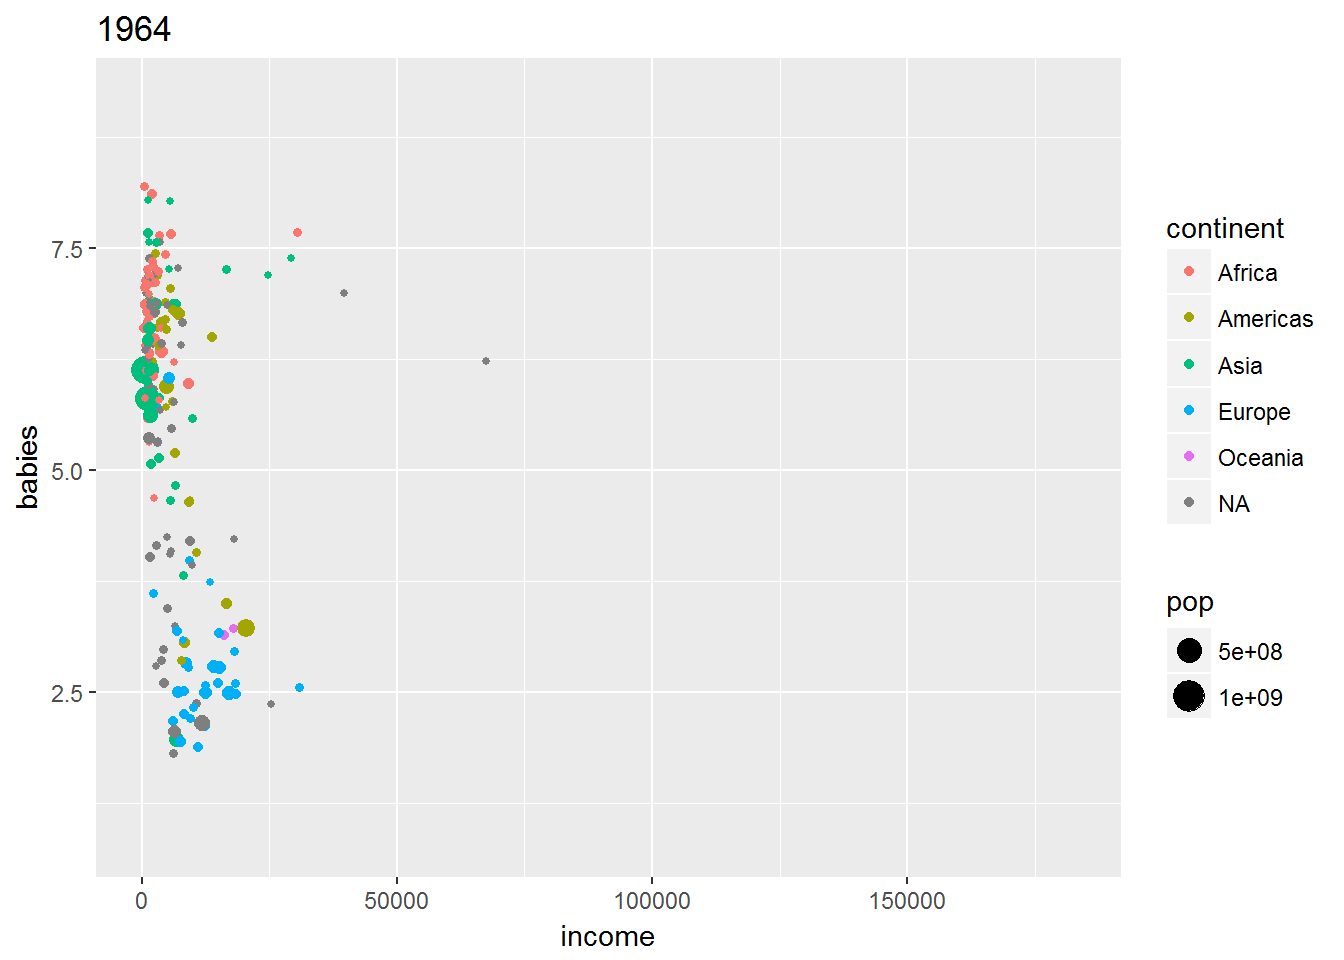 1964
babies
7.5
5.0
2.5
0
50000
100000
150000
income
continent
Africa
Americas
Asia
Europe
Oceania
NA
pop
5e+08
1e+09